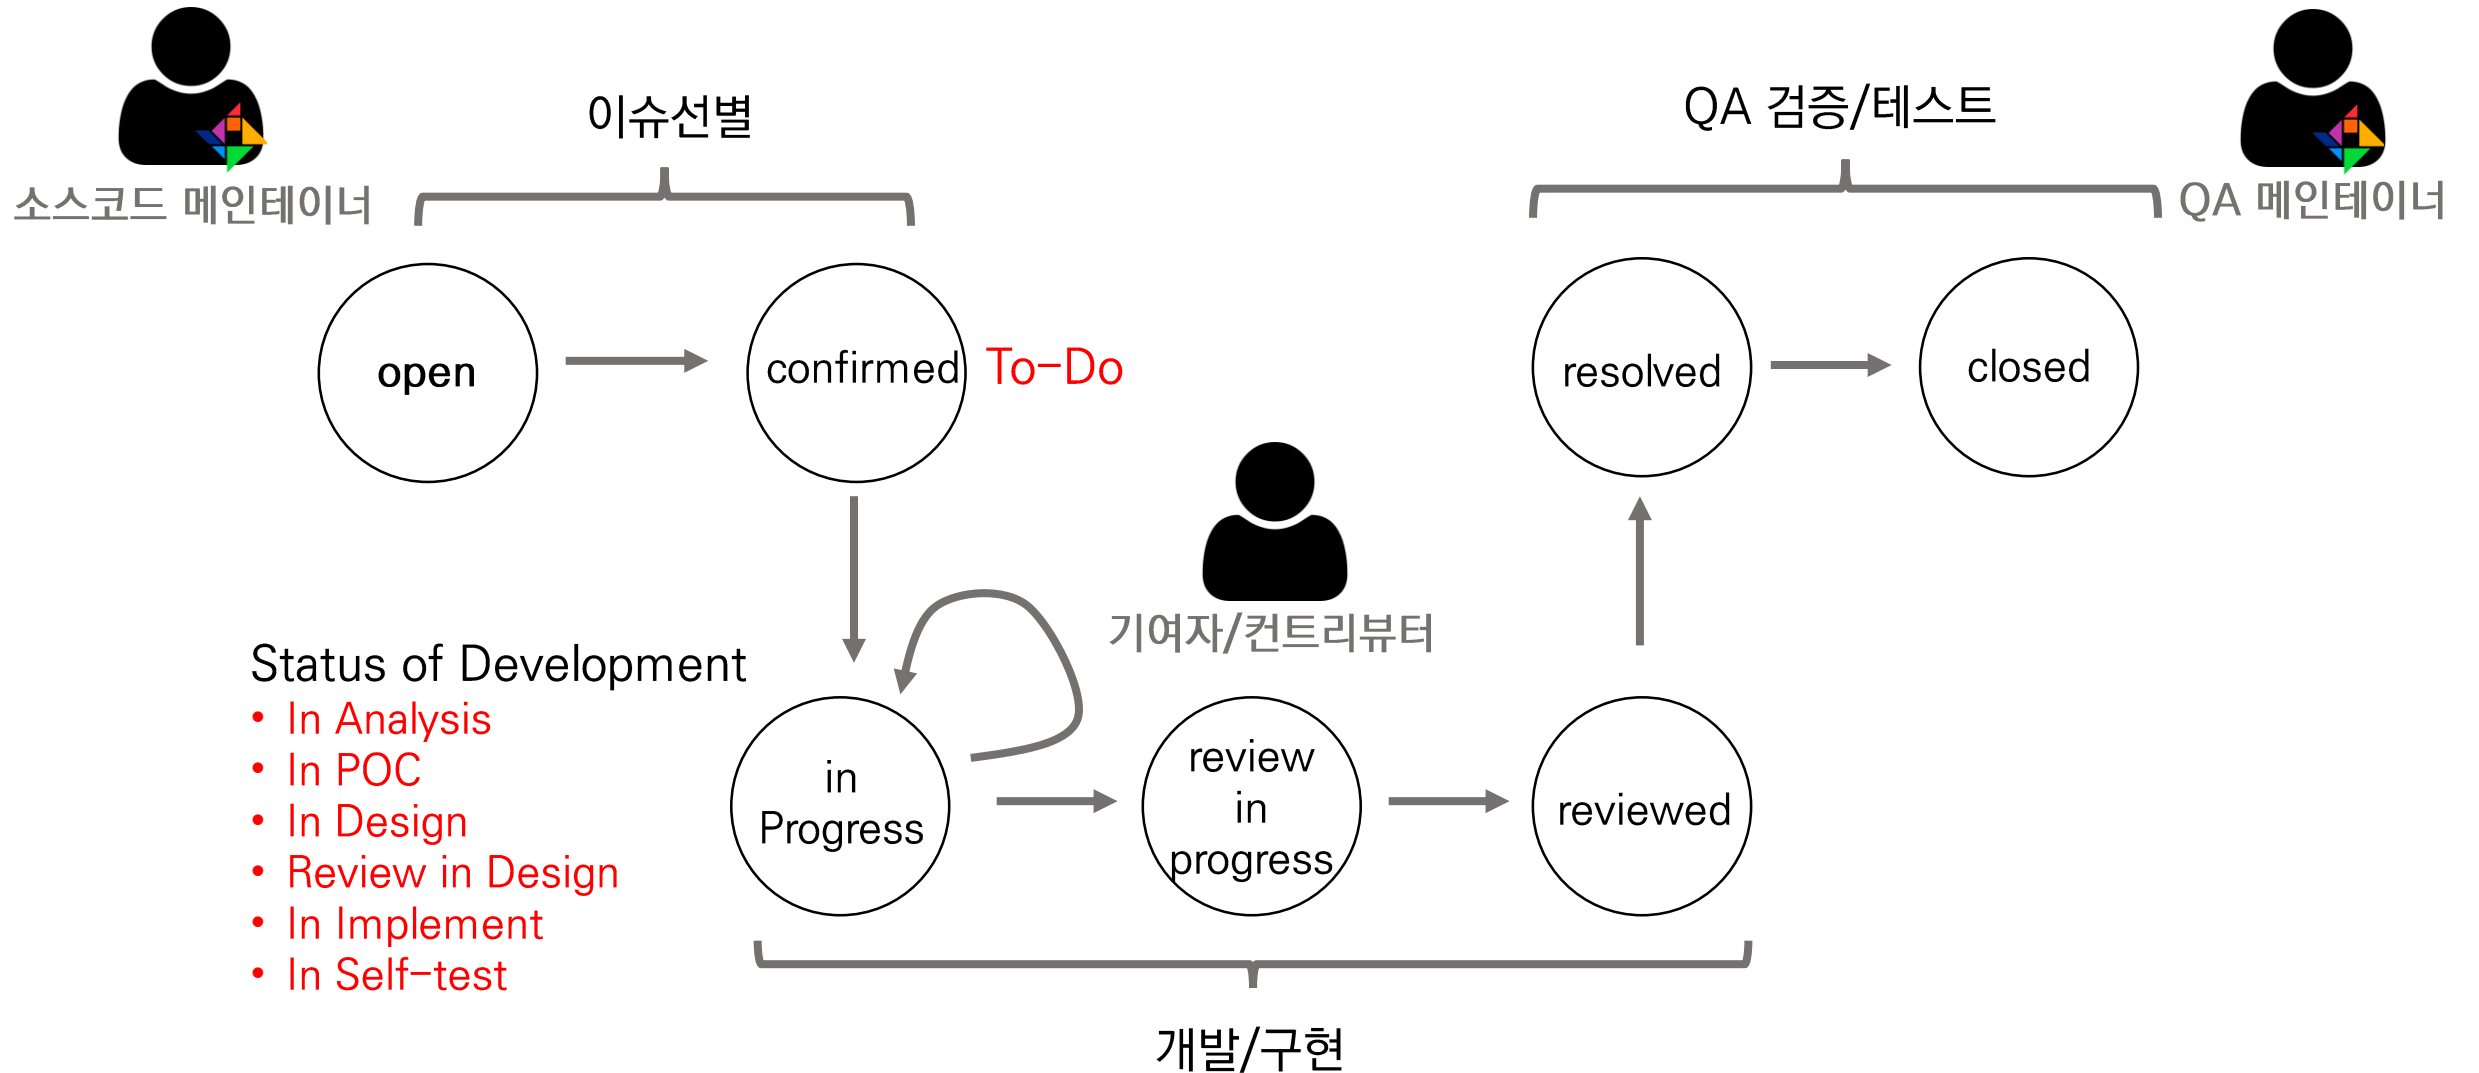 소스코드 메인테이너
이슈선별
QA 검증/테스트
QA 메인테이너
open
confirmed
To-Do
resolved
closed
기여자/컨트리뷰터
Status of Development
• In Analysis
• In POC
• In Design
• Review in Design
• In Implement
• In Self-test
in
Progress
review
in
progress
reviewed
개발/구현